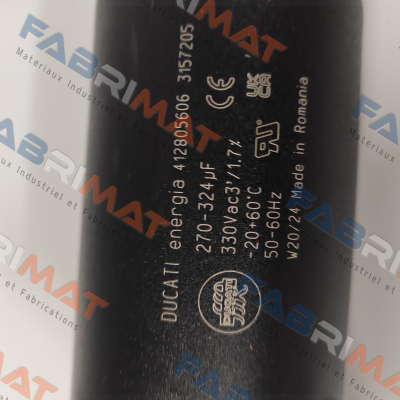 DUCATI energia 412805606 3157205
270-324µF
330Vac3'/1.7%
-20+60°C
50-60Hz
W20/24 Made in Romania
CE
UK CA
DUCATI
FABRIMAT
Materiaux Industriel et Fabrications